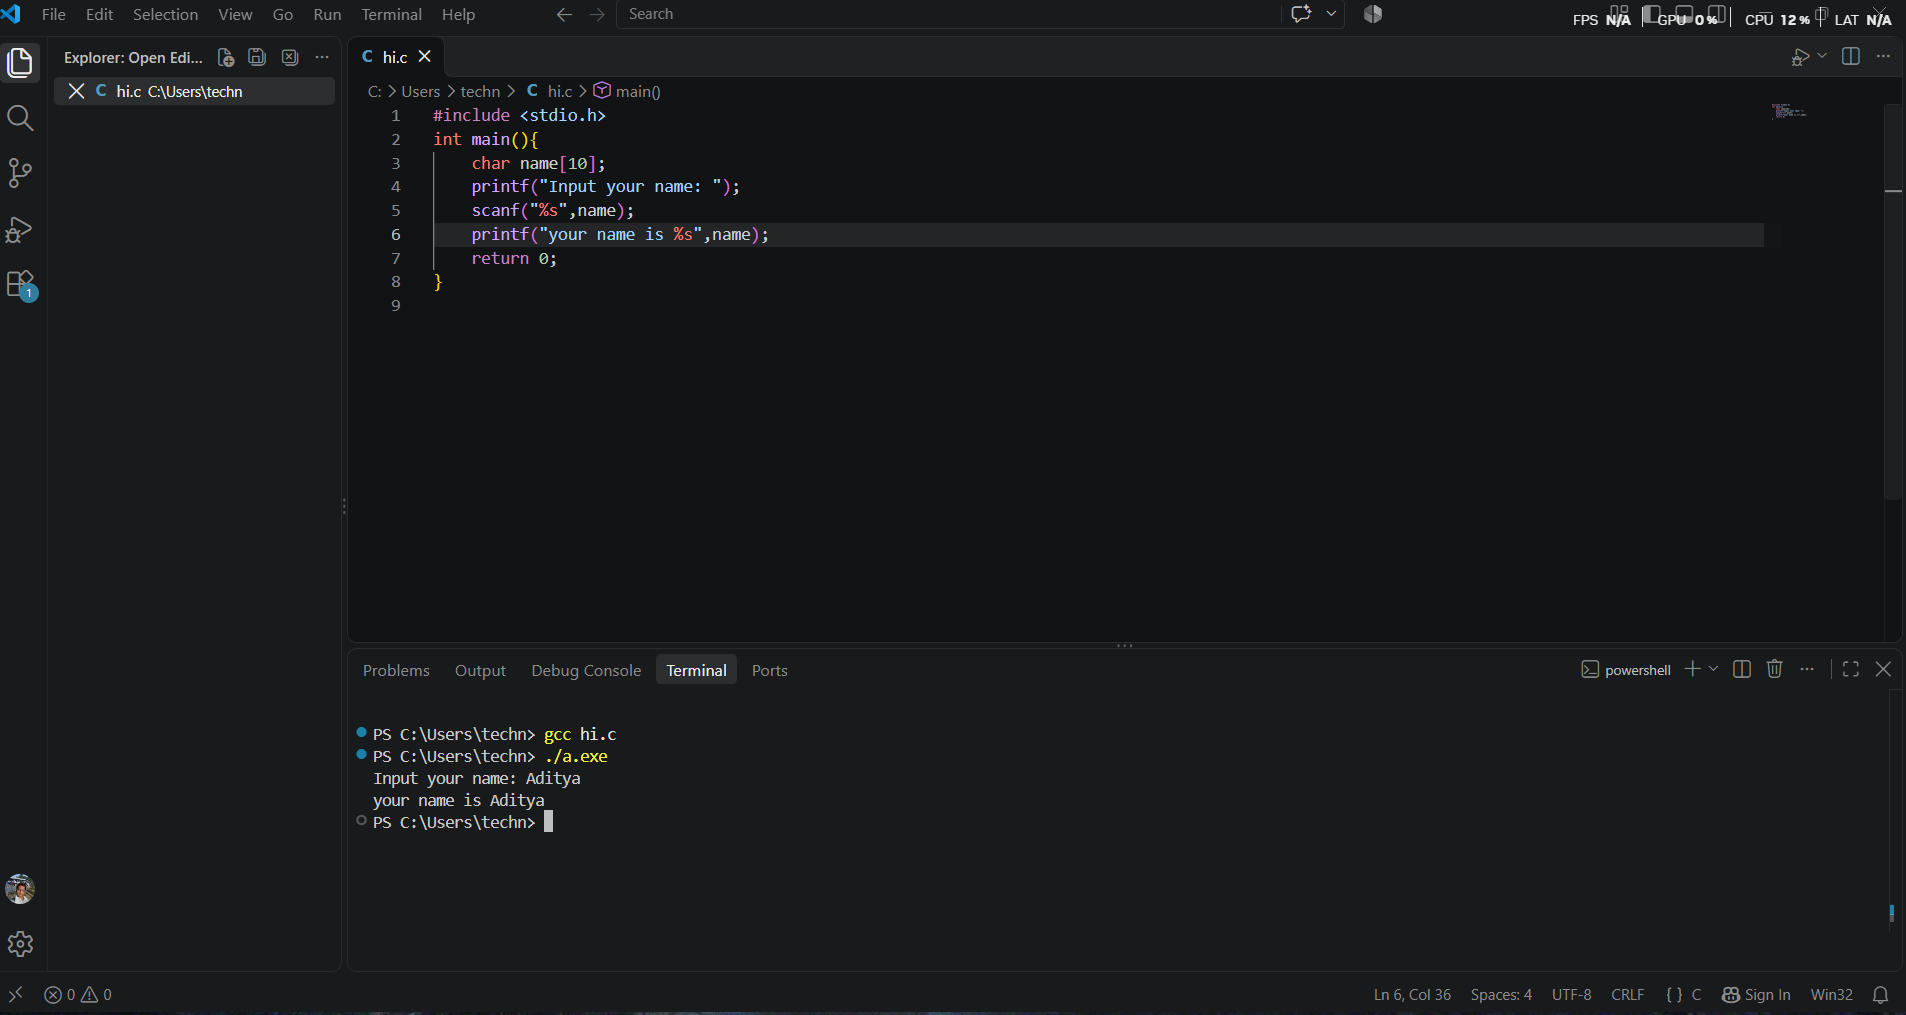 File Edit Selection View Go Run Terminal Help Search FPS N/A GPU 0% CPU 12% LAT N/A
Explorer: Open Edi... ···
hi.c C:\Users\techn
hi.c
C: > Users > techn > C hi.c > main()
1 #include <stdio.h>
2 int main(){
3     char name[10];
4     printf("Input your name: ");
5     scanf("%s",name);
6     printf("your name is %s",name);
7     return 0;
8 }
9
1
Problems Output Debug Console Terminal Ports powershell
PS C:\Users\techn> gcc hi.c
PS C:\Users\techn> ./a.exe
Input your name: Aditya
your name is Aditya
PS C:\Users\techn>
0 0 Ln 6, Col 36 Spaces: 4 UTF-8 CRLF { } C Sign In Win32